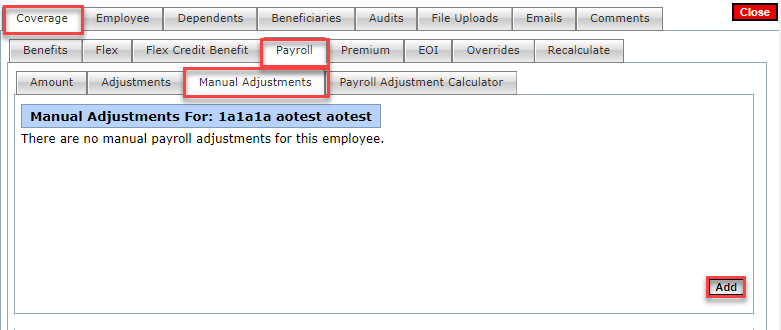 Coverage Employee Dependents Beneficiaries Audits File Uploads Emails Comments Close
Benefits Flex Flex Credit Benefit Payroll Premium EOI Overrides Recalculate
Amount Adjustments Manual Adjustments Payroll Adjustment Calculator
Manual Adjustments For: 1a1a1a aotest aotest
There are no manual payroll adjustments for this employee.
Add